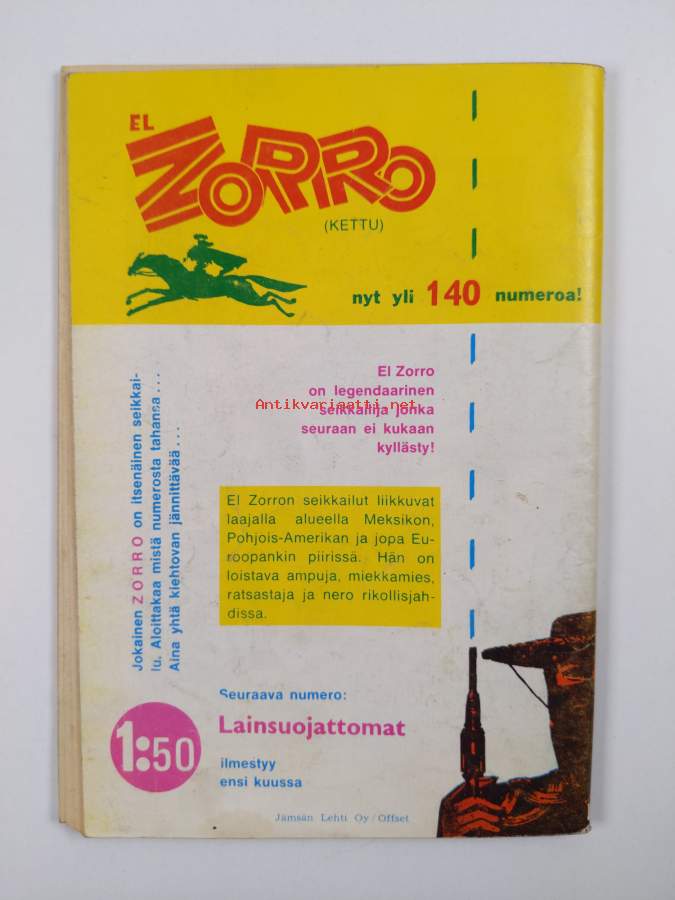 EL
ZORRO
(KETTU)
nyt yli 140 numeroa!
El Zorro
on legendaarinen
Antikvariaatti.net
seikkailija jonka
seuraan ei kukaan
kyllästy!
Jokainen ZORRO on itsenäinen seikkai-
lu. Aloittakaa mistä numerosta tahansa...
Aina yhtä kiehtovan jännittävää...
El Zorron seikkailut liikkuvat
laajalla alueella Meksikon,
Pohjois-Amerikan ja jopa Eu-
roopankin piirissä. Hän on
loistava ampuja, miekkamies,
ratsastaja ja nero rikollisjah-
dissa.
Seuraava numero:
Lainsuojattomat
1:50
ilmestyy
ensi kuussa
Jämsän Lehti Oy/Offset